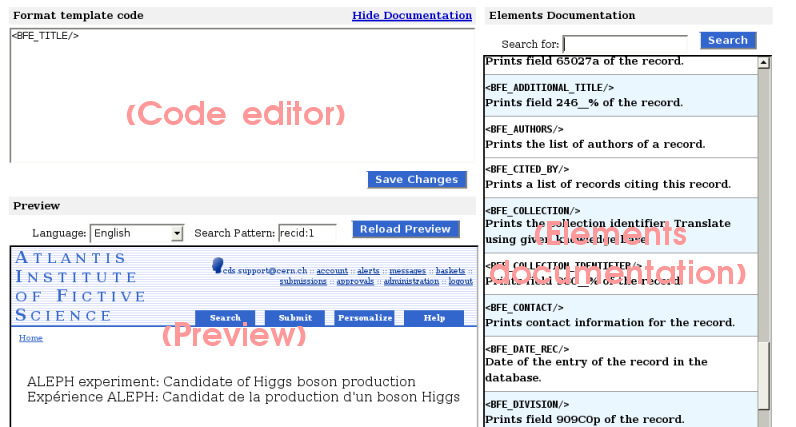 Format template code
Hide Documentation
<BFE_TITLE/>
(Code editor)
Save Changes
Preview
Language: English
Search Pattern: recid:1
Reload Preview
ATLANTIS
INSTITUTE
OF FICTIVE
SCIENCE
cds.support@cern.ch :: account :: alerts :: messages :: baskets ::
submissions :: approvals :: administration :: logout
Search
Submit
Personalize
Help
(Preview)
Home
ALEPH experiment: Candidate of Higgs boson production
Expérience ALEPH: Candidat de la production d'un boson Higgs
Elements Documentation
Search for:
Search
Prints field 65027a of the record.
<BFE_ADDITIONAL_TITLE/>
Prints field 246__% of the record.
<BFE_AUTHORS/>
Prints the list of authors of a record.
<BFE_CITED_BY/>
Prints a list of records citing this record.
<BFE_COLLECTION/>
Prints the collection identifier. Translate
using given knowledge base.
(Elements
documentation)
<BFE_COLLECTION_IDENTIFIER/>
Prints field 980__% of the record.
<BFE_CONTACT/>
Prints contact information for the record.
<BFE_DATE_REC/>
Date of the entry of the record in the
database.
<BFE_DIVISION/>
Prints field 909C0p of the record.